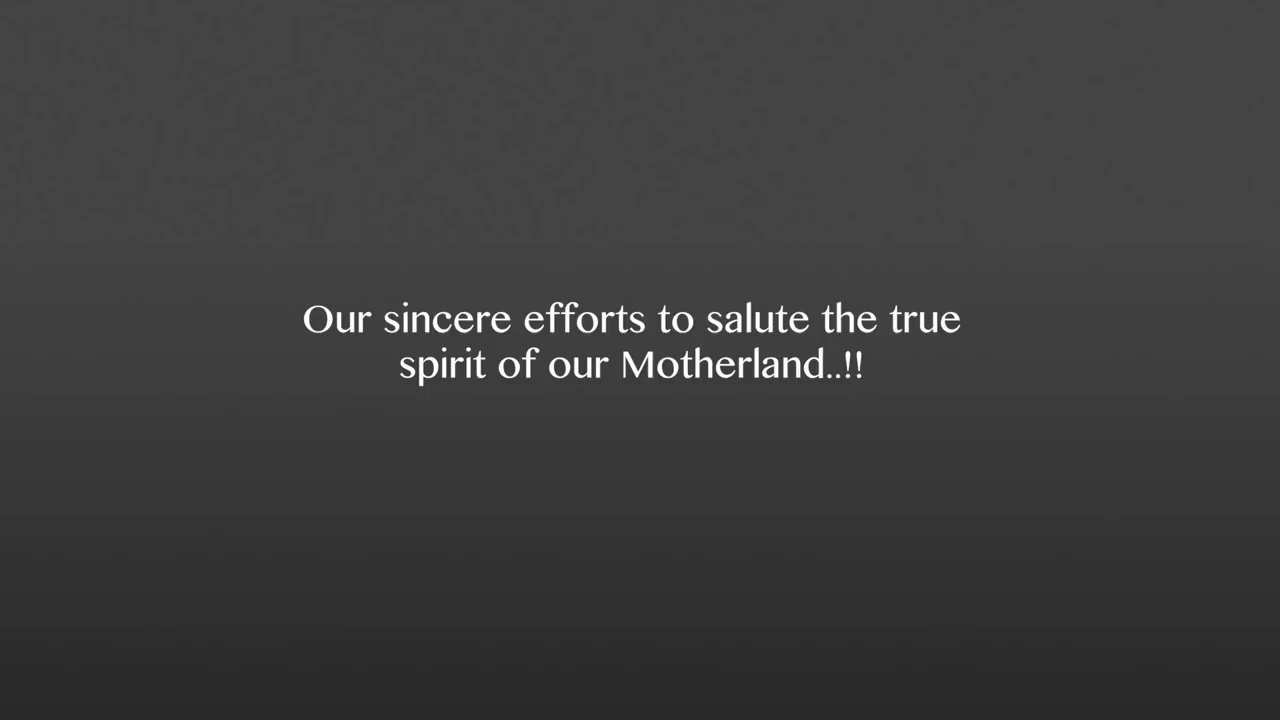 Our sincere efforts to salute the true
spirit of our Motherland..!!